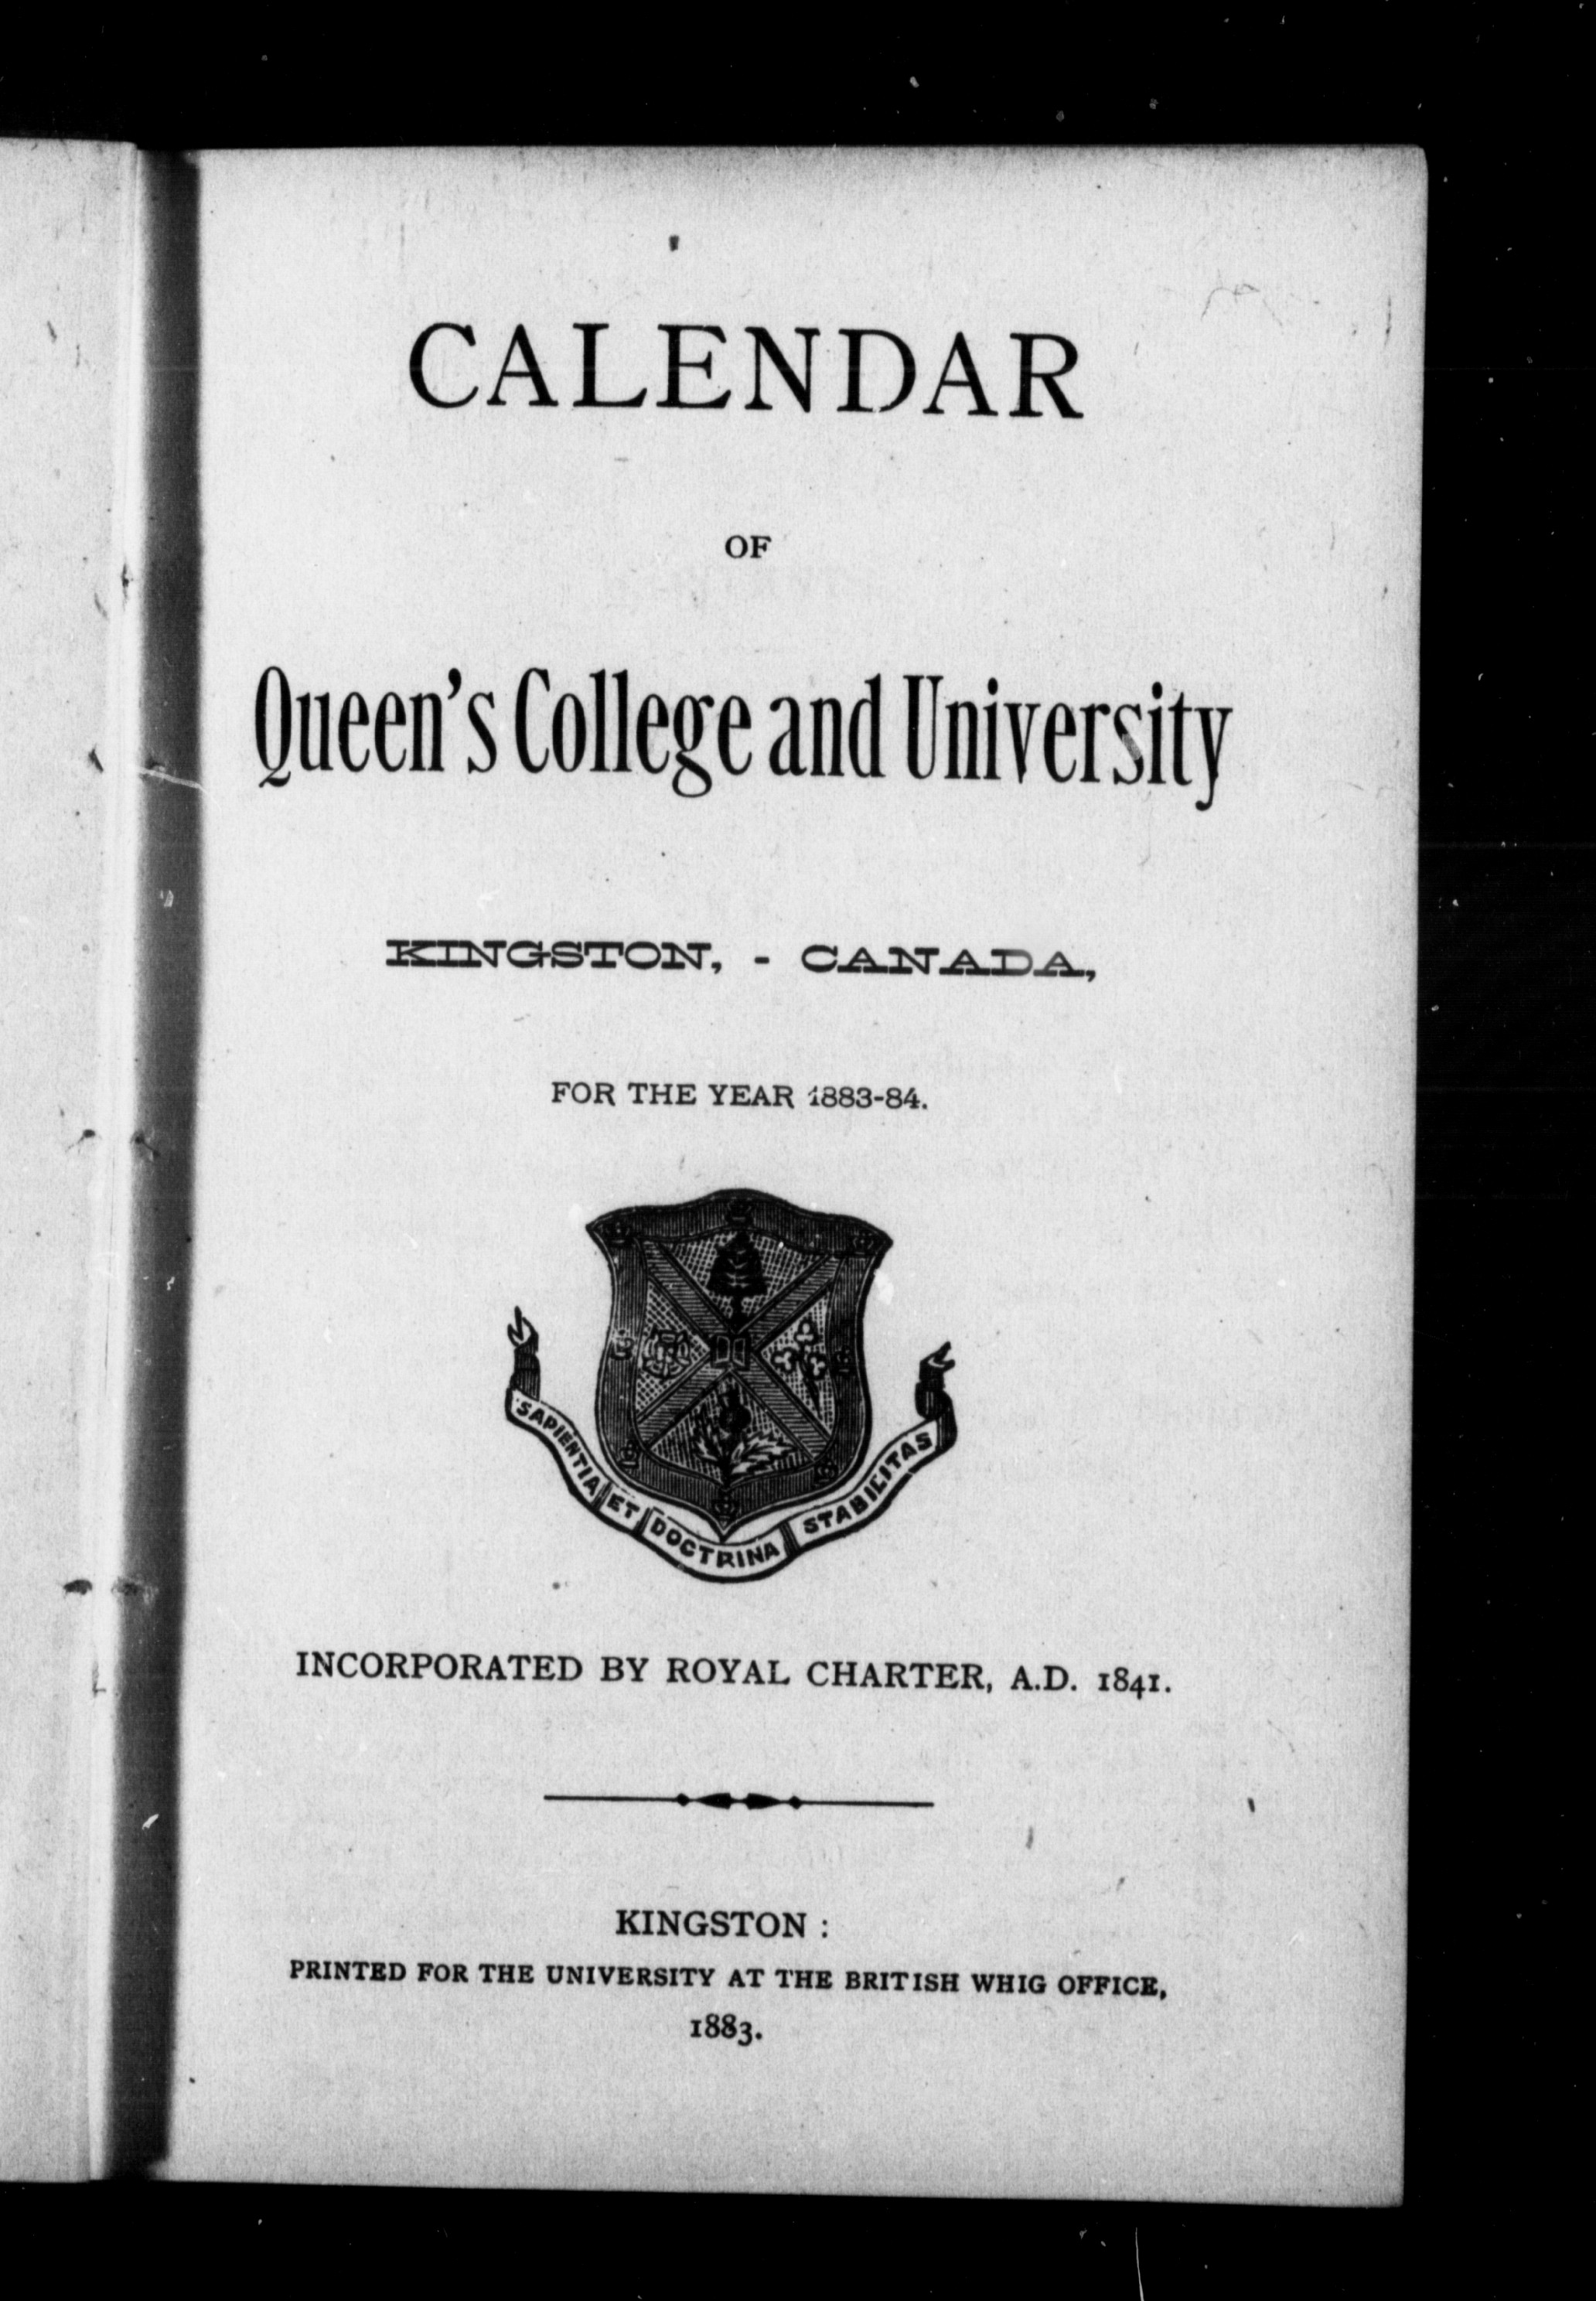 CALENDAR
OF
Queen's College and University
KINGSTON, - CANADA,
FOR THE YEAR 1883-84.
SAPIENTIA ET DOCTRINA STABILITAS
INCORPORATED BY ROYAL CHARTER, A.D. 1841.
KINGSTON :
PRINTED FOR THE UNIVERSITY AT THE BRITISH WHIG OFFICE,
1883.